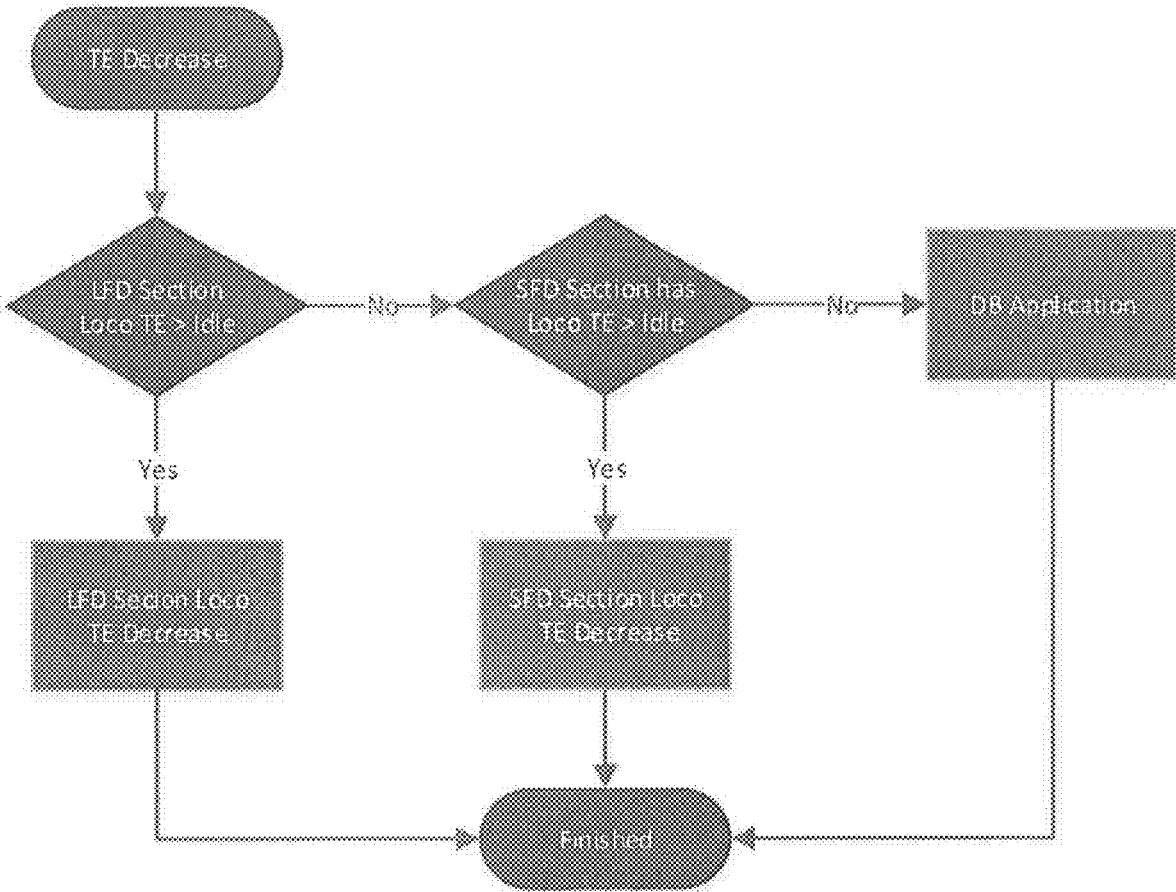 TE Decrease
LFD Section
Loco TE > Idle
No
SFD Section has
Loco TE > Idle
No
DB Application
Yes
Yes
LFD Secion Loco
TE Decrease
SFD Section Loco
TE Decrease
Finished